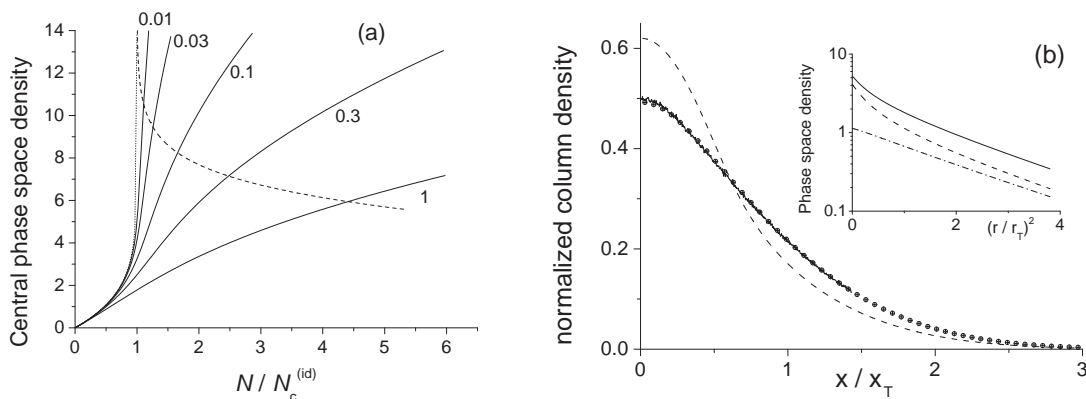 (a)
0.01
0.03
0.1
0.3
1
Central phase space density
14
12
10
8
6
4
2
0
0 1 2 3 4 5 6
N / N_c^(id)
(b)
normalized column density
0.6
0.4
0.2
0.0
0 1 2 3
x / x_T
Phase space density
10
1
0.1
0 2 4
(r / r_T)^2